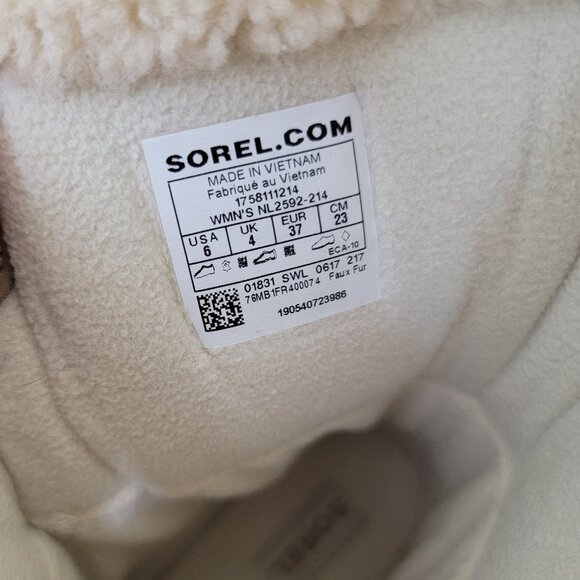 SOREL.COM
MADE IN VIETNAM
Fabriqué au Vietnam
1758111214
WMN'S NL2592-214
USA UK EUR CM
6 4 37 23
ECA-10
01831 SWL 0617 217
76MB1FR400074 Faux Fur
190540723986